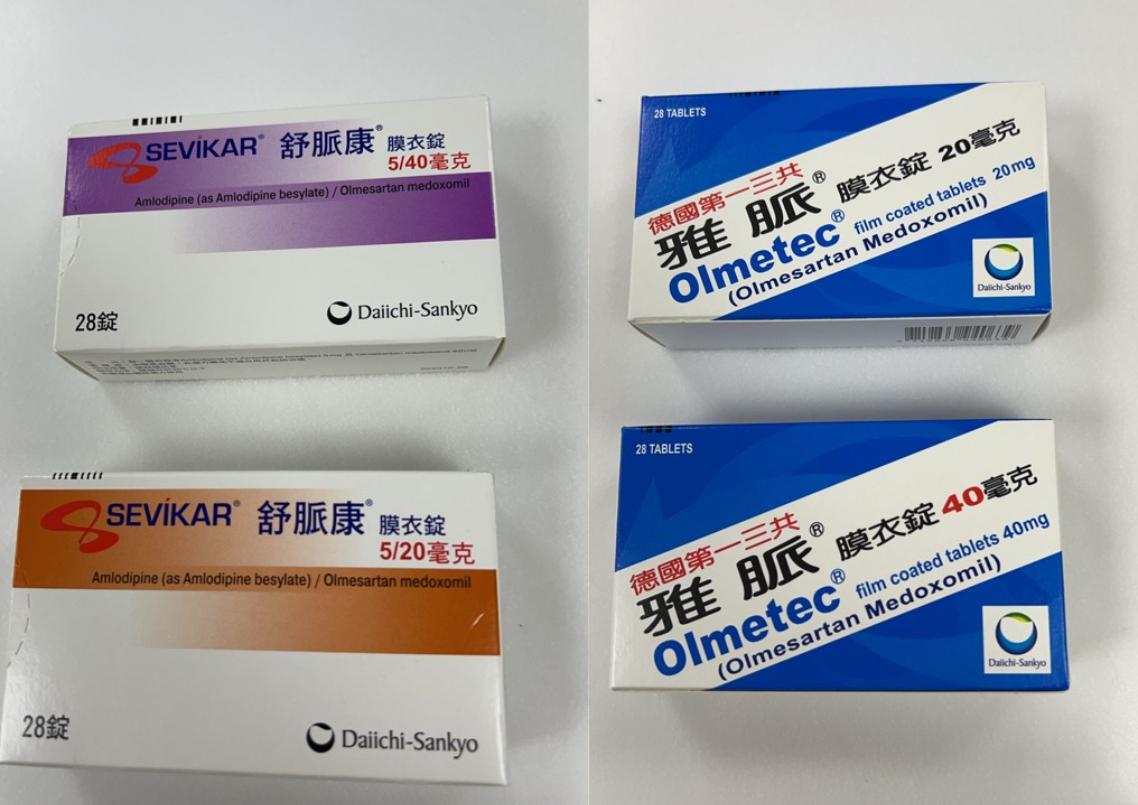 SEVÍKAR® 舒脈康® 膜衣錠
5/40毫克
Amlodipine (as Amlodipine besylate) / Olmesartan medoxomil
28錠
Daiichi-Sankyo
SEVÍKAR® 舒脈康® 膜衣錠
5/20毫克
Amlodipine (as Amlodipine besylate) / Olmesartan medoxomil
28錠
Daiichi-Sankyo
28 TABLETS
德國第一三共
雅脈® 膜衣錠 20毫克
Olmetec® film coated tablets 20mg
(Olmesartan Medoxomil)
Daiichi-Sankyo
28 TABLETS
德國第一三共
雅脈® 膜衣錠 40毫克
Olmetec® film coated tablets 40mg
(Olmesartan Medoxomil)
Daiichi-Sankyo